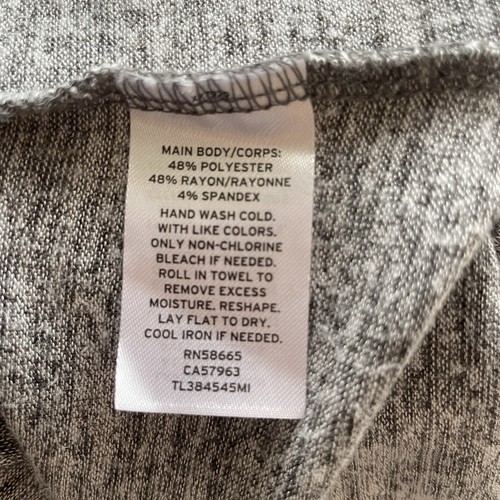 MAIN BODY/CORPS:
48% POLYESTER
48% RAYON/RAYONNE
4% SPANDEX
HAND WASH COLD.
WITH LIKE COLORS.
ONLY NON-CHLORINE
BLEACH IF NEEDED.
ROLL IN TOWEL TO
REMOVE EXCESS
MOISTURE. RESHAPE.
LAY FLAT TO DRY.
COOL IRON IF NEEDED.
RN58665
CA57963
TL384545MI